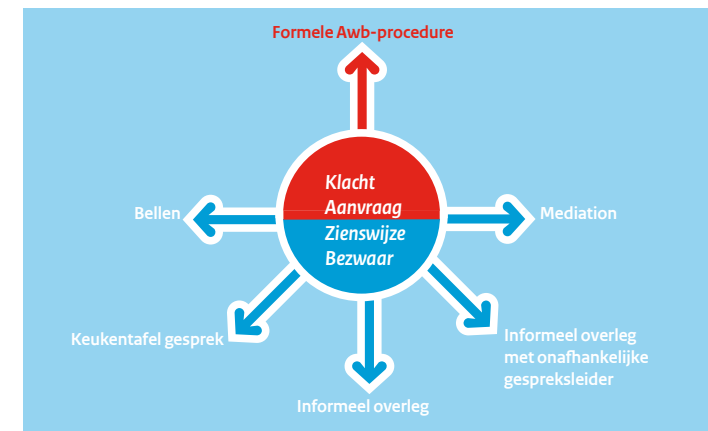 Formele Awb-procedure
Klacht
Aanvraag
Zienswijze
Bezwaar
Bellen
Mediation
Keukentafel gesprek
Informeel overleg
met onafhankelijke
gespreksleider
Informeel overleg